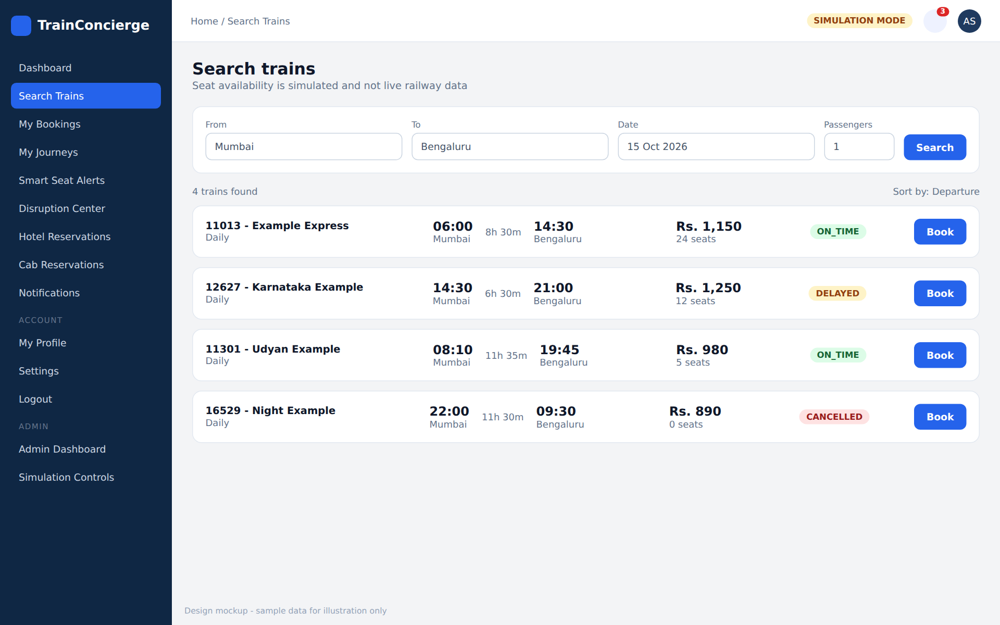 TrainConcierge
Dashboard
Search Trains
My Bookings
My Journeys
Smart Seat Alerts
Disruption Center
Hotel Reservations
Cab Reservations
Notifications
ACCOUNT
My Profile
Settings
Logout
ADMIN
Admin Dashboard
Simulation Controls
Home / Search Trains
SIMULATION MODE
3
AS
Search trains
Seat availability is simulated and not live railway data
From
To
Date
Passengers
Mumbai
Bengaluru
15 Oct 2026
1
Search
4 trains found
Sort by: Departure
11013 - Example Express
Daily
06:00
Mumbai
8h 30m
14:30
Bengaluru
Rs. 1,150
24 seats
ON_TIME
Book
12627 - Karnataka Example
Daily
14:30
Mumbai
6h 30m
21:00
Bengaluru
Rs. 1,250
12 seats
DELAYED
Book
11301 - Udyan Example
Daily
08:10
Mumbai
11h 35m
19:45
Bengaluru
Rs. 980
5 seats
ON_TIME
Book
16529 - Night Example
Daily
22:00
Mumbai
11h 30m
09:30
Bengaluru
Rs. 890
0 seats
CANCELLED
Book
Design mockup - sample data for illustration only